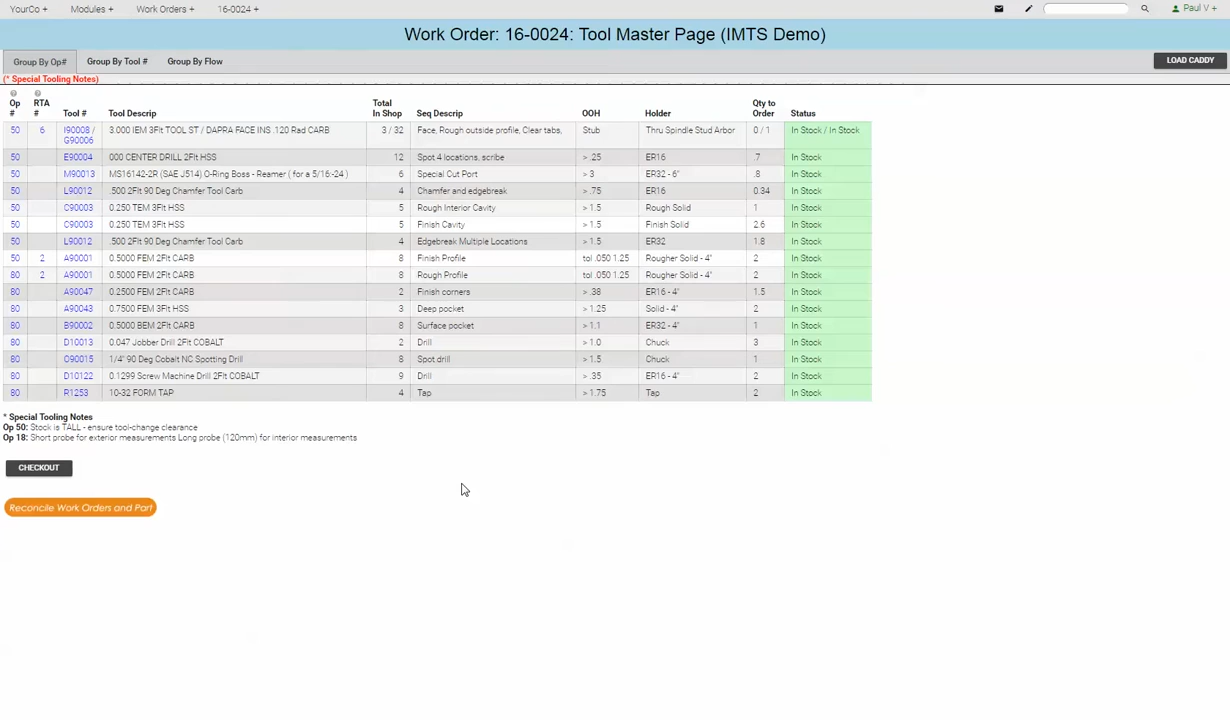 YourCo + Modules + Work Orders + 16-0024 + Paul V +
Work Order: 16-0024: Tool Master Page (IMTS Demo)
Group By Op# Group By Tool # Group By Flow LOAD CADDY
(* Special Tooling Notes)
Op # RTA # Tool # Tool Descrip Total In Shop Seq Descrip OOH Holder Qty to Order Status
50 6 I90008 / G90006 3.000 IEM 3Flt TOOL ST / DAPRA FACE INS .120 Rad CARB 3 / 32 Face, Rough outside profile, Clear tabs, Stub Thru Spindle Stud Arbor 0 / 1 In Stock / In Stock
50 E90004 000 CENTER DRILL 2Flt HSS 12 Spot 4 locations, scribe > .25 ER16 .7 In Stock
50 M90013 MS16142-2R (SAE J514) O-Ring Boss - Reamer ( for a 5/16-24 ) 6 Special Cut Port > 3 ER32 - 6" .8 In Stock
50 L90012 .500 2Flt 90 Deg Chamfer Tool Carb 4 Chamfer and edgebreak > .75 ER16 0.34 In Stock
50 C90003 0.250 TEM 3Flt HSS 5 Rough Interior Cavity > 1.5 Rough Solid 1 In Stock
50 C90003 0.250 TEM 3Flt HSS 5 Finish Cavity > 1.5 Finish Solid 2.6 In Stock
50 L90012 .500 2Flt 90 Deg Chamfer Tool Carb 4 Edgebreak Multiple Locations > 1.5 ER32 1.8 In Stock
50 2 A90001 0.5000 FEM 2Flt CARB 8 Finish Profile tol .050 1.25 Rougher Solid - 4" 2 In Stock
80 2 A90001 0.5000 FEM 2Flt CARB 8 Rough Profile tol .050 1.25 Rougher Solid - 4" 2 In Stock
80 A90047 0.2500 FEM 2Flt CARB 2 Finish corners > .38 ER16 - 4" 1.5 In Stock
80 A90043 0.7500 FEM 3Flt HSS 3 Deep pocket > 1.25 Solid - 4" 2 In Stock
80 B90002 0.5000 BEM 2Flt CARB 8 Surface pocket > 1.1 ER32 - 4" 1 In Stock
80 D10013 0.047 Jobber Drill 2Flt COBALT 2 Drill > 1.0 Chuck 3 In Stock
80 O90015 1/4" 90 Deg Cobalt NC Spotting Drill 8 Spot drill > 1.5 Chuck 1 In Stock
80 D10122 0.1299 Screw Machine Drill 2Flt COBALT 9 Drill > .35 ER16 - 4" 2 In Stock
80 R1253 10-32 FORM TAP 4 Tap > 1.75 Tap 2 In Stock
* Special Tooling Notes
Op 50: Stock is TALL - ensure tool-change clearance
Op 18: Short probe for exterior measurements Long probe (120mm) for interior measurements
CHECKOUT
Reconcile Work Orders and Part